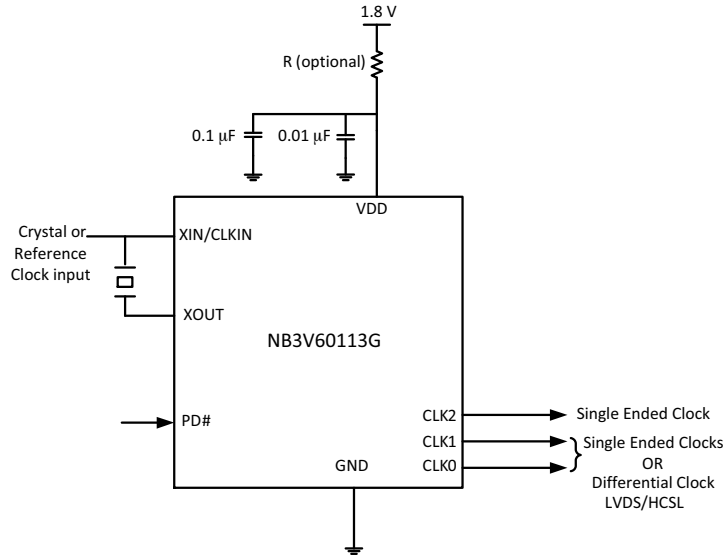 1.8 V
R (optional)
0.1 μF
0.01 μF
VDD
Crystal or
Reference
Clock input
XIN/CLKIN
XOUT
NB3V60113G
PD#
GND
CLK2
CLK1
CLK0
Single Ended Clock
Single Ended Clocks
OR
Differential Clock
LVDS/HCSL